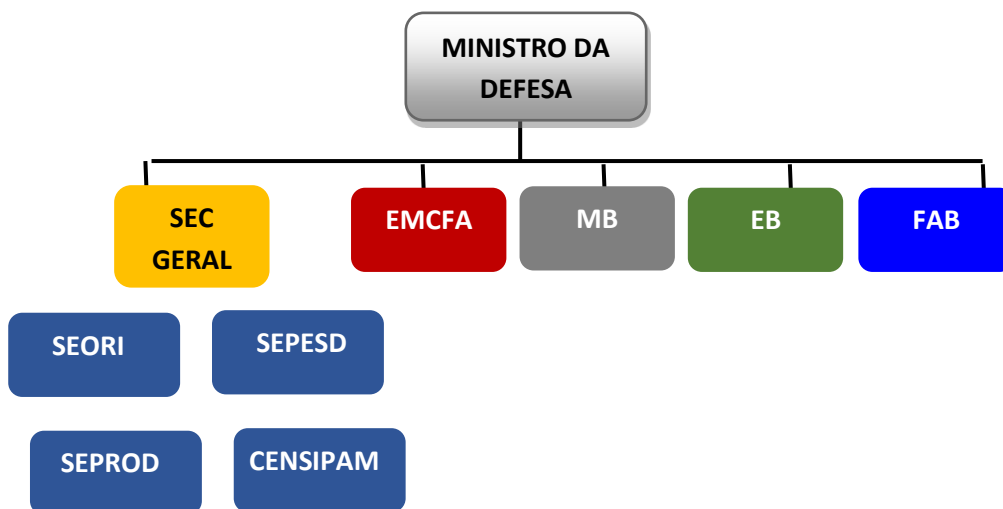 MINISTRO DA
DEFESA
SEC
GERAL
EMCFA
MB
EB
FAB
SEORI
SEPESD
SEPROD
CENSIPAM